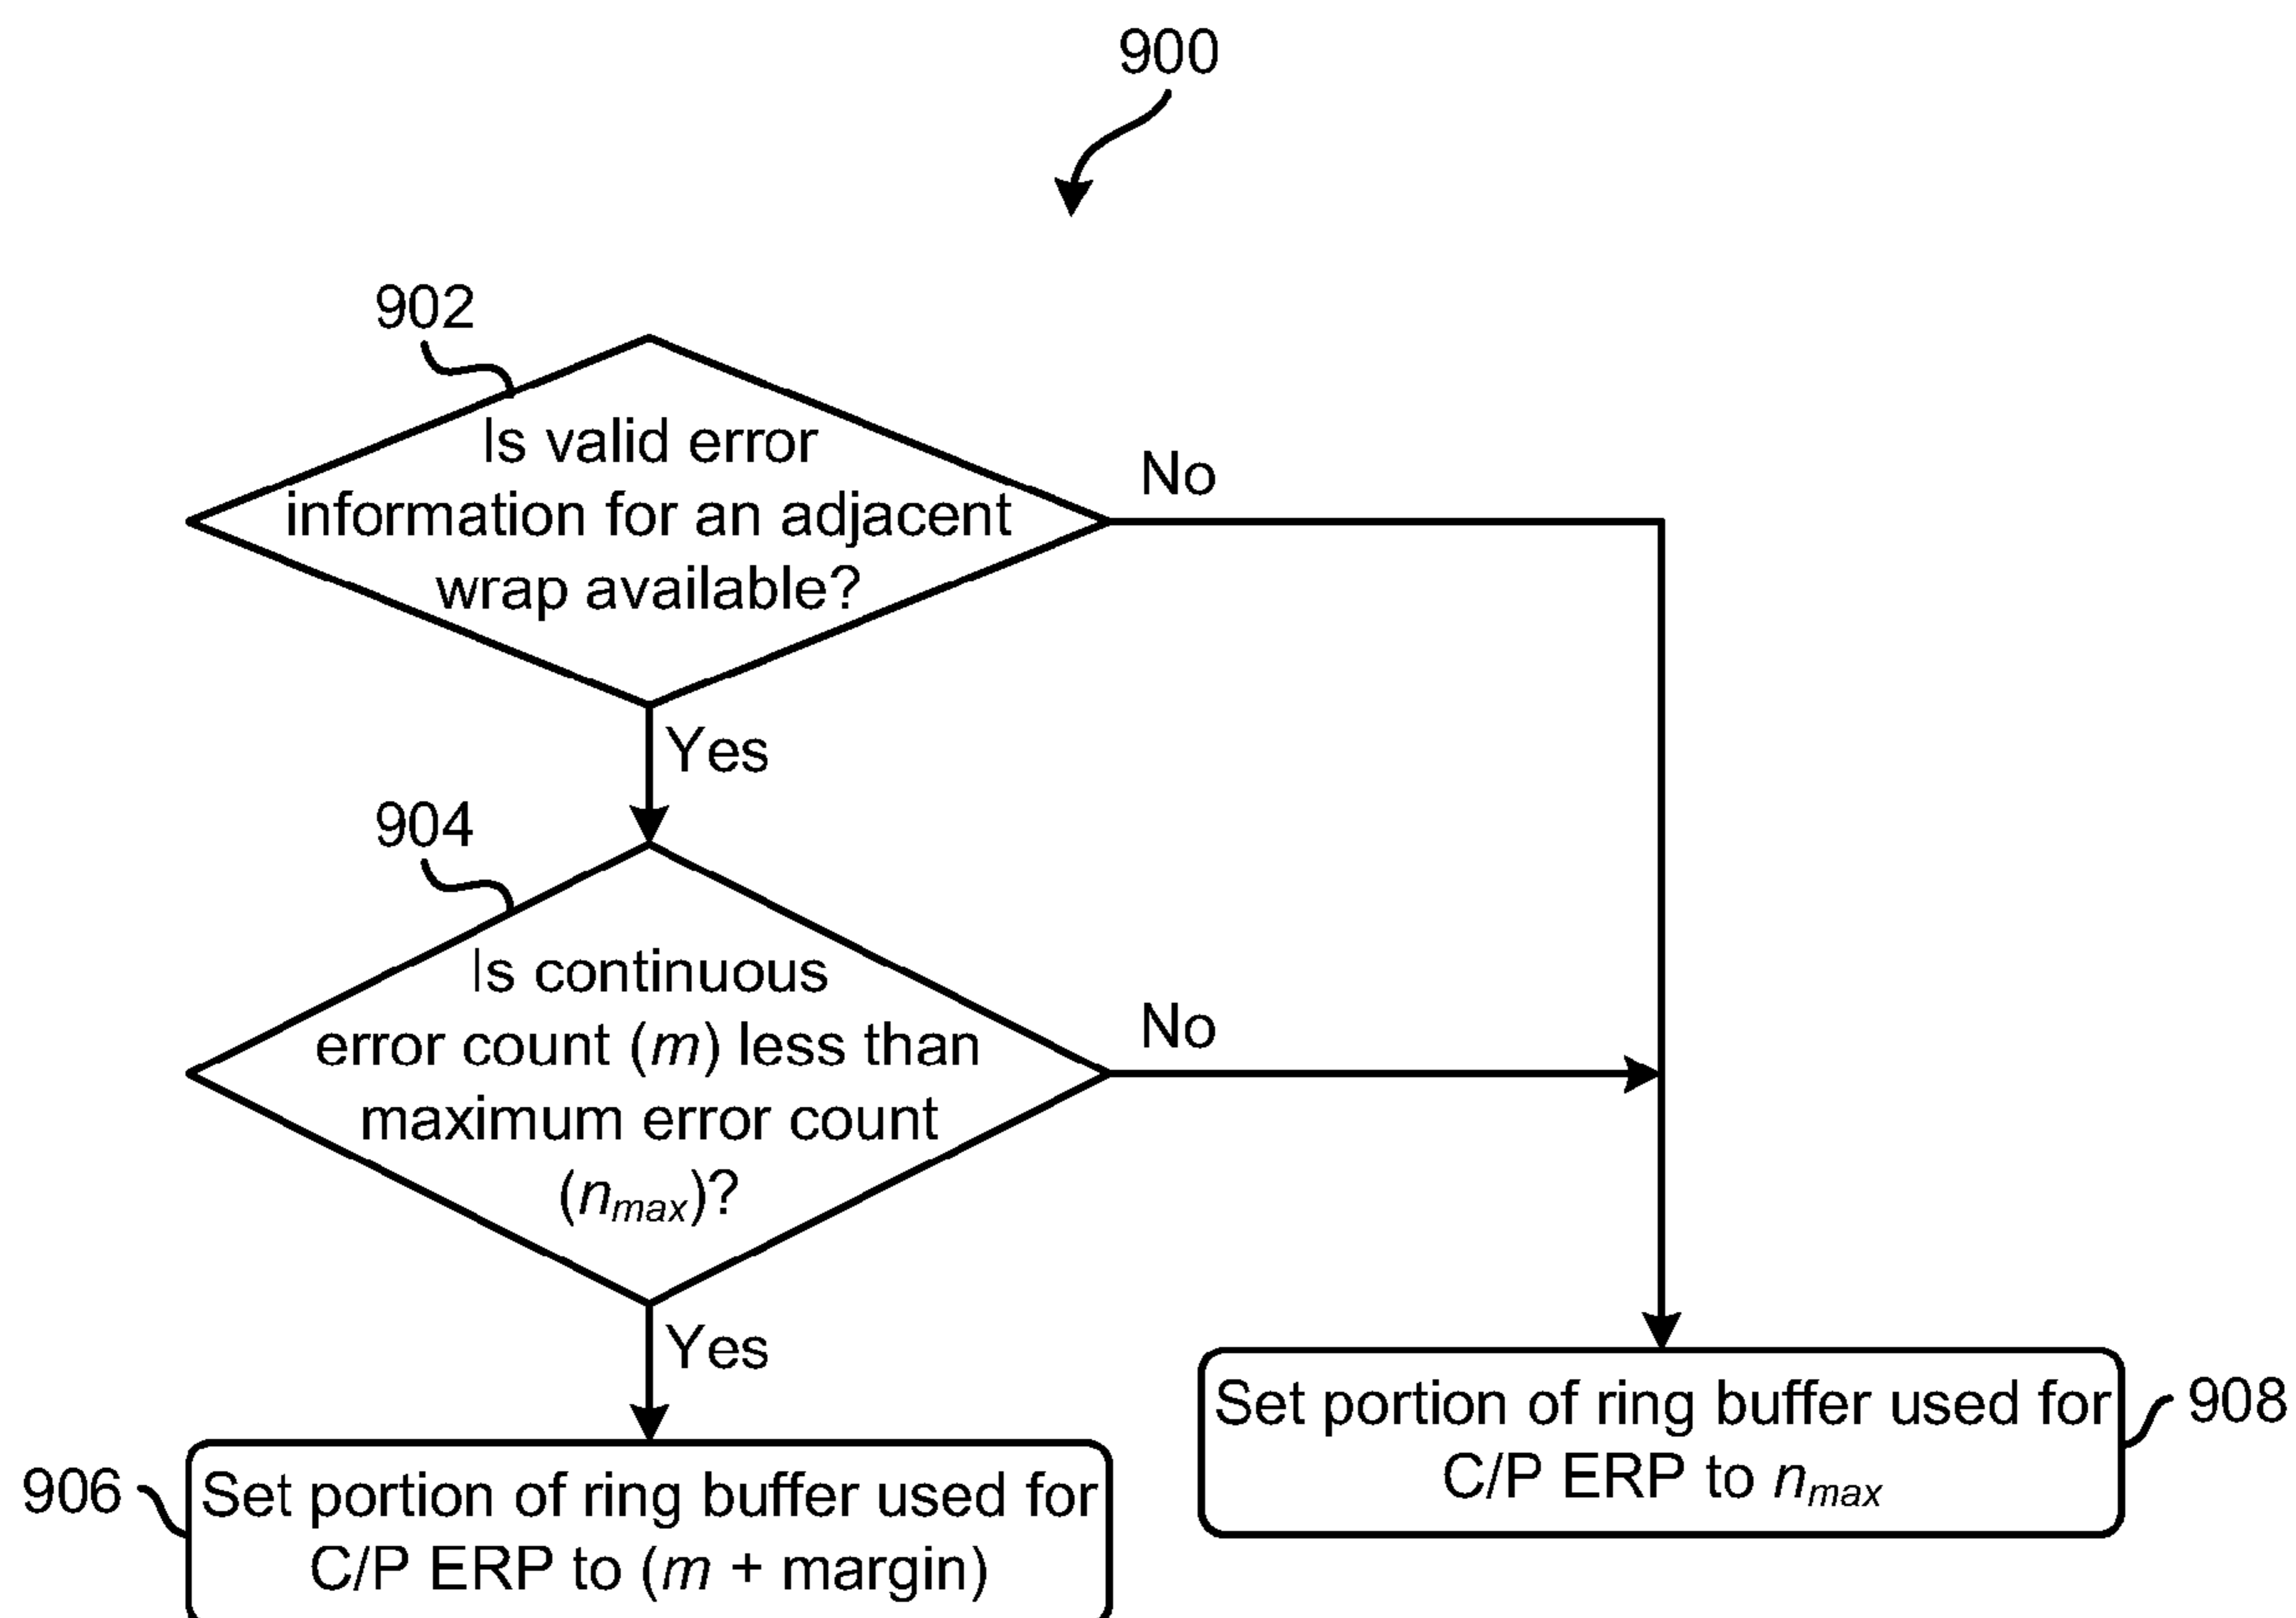 900
902
Is valid error
information for an adjacent
wrap available?
No
Yes
904
Is continuous
error count (m) less than
maximum error count
(nmax)?
No
Yes
906
Set portion of ring buffer used for
C/P ERP to (m + margin)
Set portion of ring buffer used for
C/P ERP to nmax
908